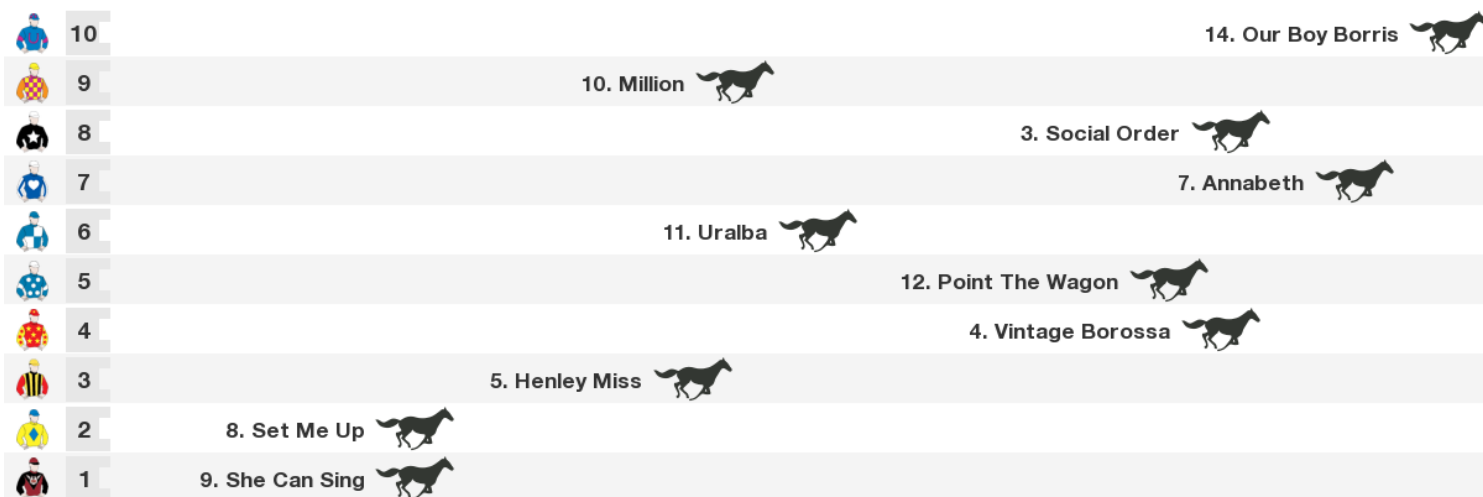 10 14. Our Boy Borris
9 10. Million
8 3. Social Order
7 7. Annabeth
6 11. Uralba
5 12. Point The Wagon
4 4. Vintage Borossa
3 5. Henley Miss
2 8. Set Me Up
1 9. She Can Sing